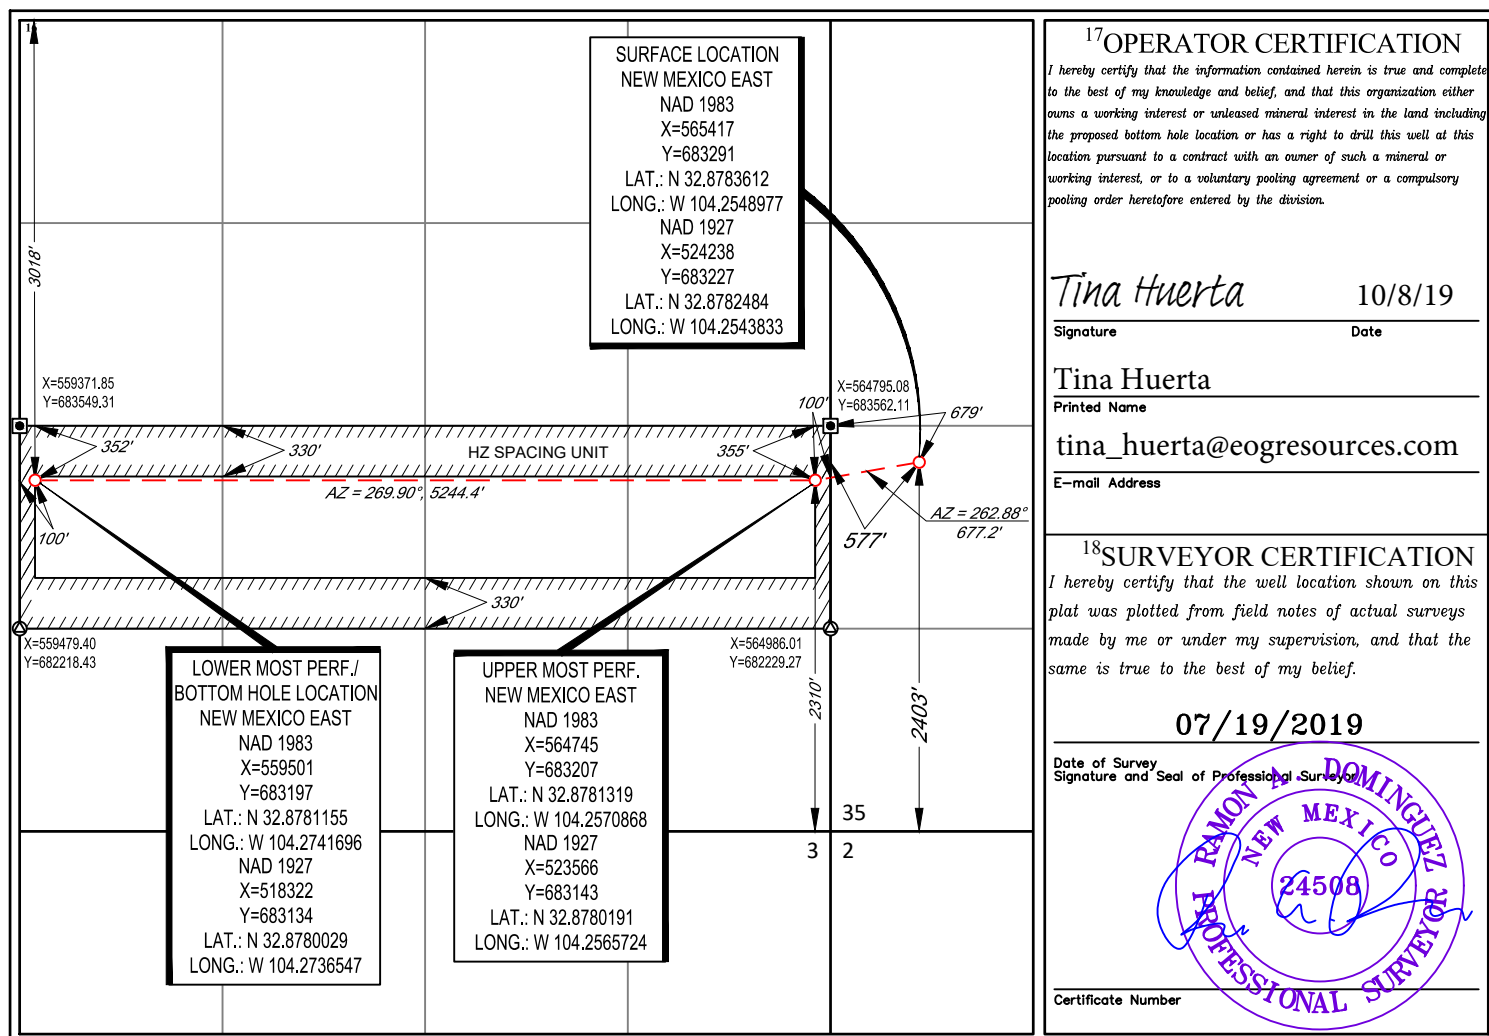 16
SURFACE LOCATION
NEW MEXICO EAST
NAD 1983
X=565417
Y=683291
LAT.: N 32.8783612
LONG.: W 104.2548977
NAD 1927
X=524238
Y=683227
LAT.: N 32.8782484
LONG.: W 104.2543833
3018'
X=559371.85
Y=683549.31
X=564795.08
Y=683562.11
100'
679'
352'
330'
HZ SPACING UNIT
355'
AZ = 269.90°, 5244.4'
AZ = 262.88°
677.2'
100'
577'
330'
X=559479.40
Y=682218.43
X=564986.01
Y=682229.27
2310'
2403'
LOWER MOST PERF./
BOTTOM HOLE LOCATION
NEW MEXICO EAST
NAD 1983
X=559501
Y=683197
LAT.: N 32.8781155
LONG.: W 104.2741696
NAD 1927
X=518322
Y=683134
LAT.: N 32.8780029
LONG.: W 104.2736547
UPPER MOST PERF.
NEW MEXICO EAST
NAD 1983
X=564745
Y=683207
LAT.: N 32.8781319
LONG.: W 104.2570868
NAD 1927
X=523566
Y=683143
LAT.: N 32.8780191
LONG.: W 104.2565724
35
3 2
17OPERATOR CERTIFICATION
I hereby certify that the information contained herein is true and complete
to the best of my knowledge and belief, and that this organization either
owns a working interest or unleased mineral interest in the land including
the proposed bottom hole location or has a right to drill this well at this
location pursuant to a contract with an owner of such a mineral or
working interest, or to a voluntary pooling agreement or a compulsory
pooling order heretofore entered by the division.
Tina Huerta 10/8/19
Signature Date
Tina Huerta
Printed Name
tina_huerta@eogresources.com
E-mail Address
18SURVEYOR CERTIFICATION
I hereby certify that the well location shown on this
plat was plotted from field notes of actual surveys
made by me or under my supervision, and that the
same is true to the best of my belief.
07/19/2019
Date of Survey
Signature and Seal of Professional Surveyor
RAMON A. DOMINGUEZ
NEW MEXICO
24508
PROFESSIONAL SURVEYOR
Certificate Number